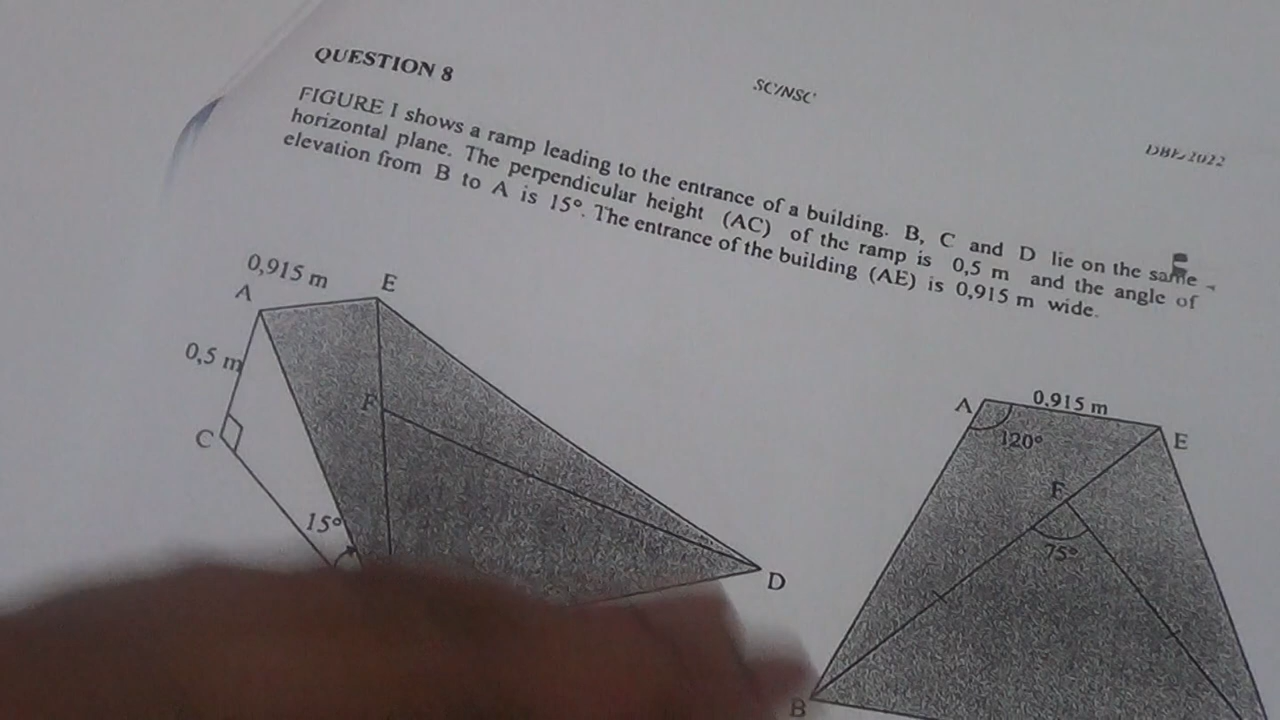 QUESTION 8
SC/NSC
DBE/2022
FIGURE I shows a ramp leading to the entrance of a building. B, C and D lie on the same
horizontal plane. The perpendicular height (AC) of the ramp is 0,5 m and the angle of
elevation from B to A is 15°. The entrance of the building (AE) is 0,915 m wide.
0,915 m
A
E
0,5 m
F
C
15°
D
A
0,915 m
120°
E
F
75°
B